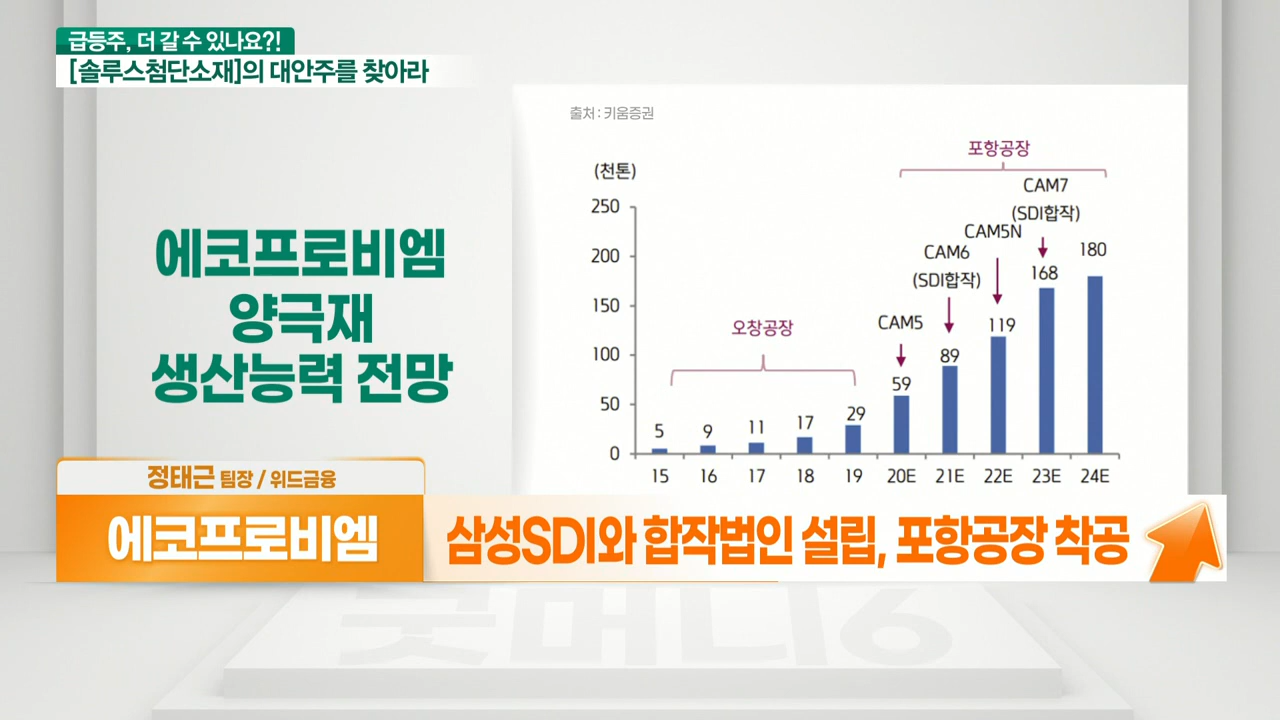 급등주, 더 갈 수 있나요?!
[솔루스첨단소재]의 대안주를 찾아라
출처 : 키움증권
에코프로비엠
양극재
생산능력 전망
(천톤)
250
200
150
100
50
0
오창공장
포항공장
CAM5
CAM6
(SDI합작)
CAM5N
CAM7
(SDI합작)
5 9 11 17 29 59 89 119 168 180
15 16 17 18 19 20E 21E 22E 23E 24E
정태근 팀장 / 위드금융
에코프로비엠
삼성SDI와 합작법인 설립, 포항공장 착공
굿머니6